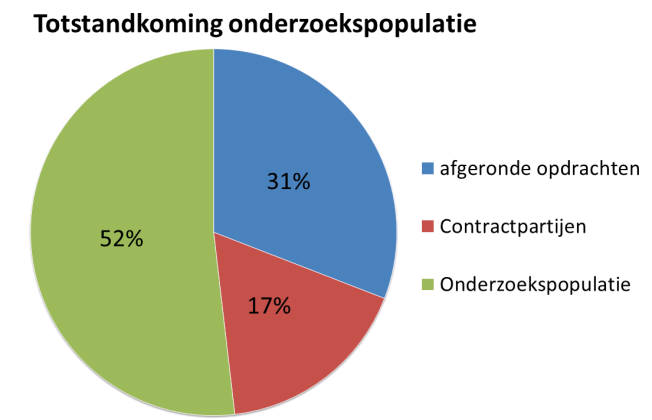 Totstandkoming onderzoekspopulatie
31%
afgeronde opdrachten
52%
Contractpartijen
17%
Onderzoekspopulatie